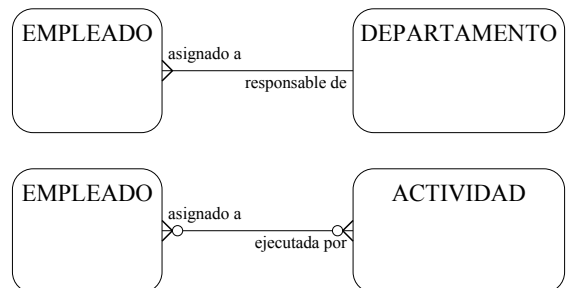 EMPLEADO
DEPARTAMENTO
asignado a
responsable de
EMPLEADO
ACTIVIDAD
asignado a
ejecutada por